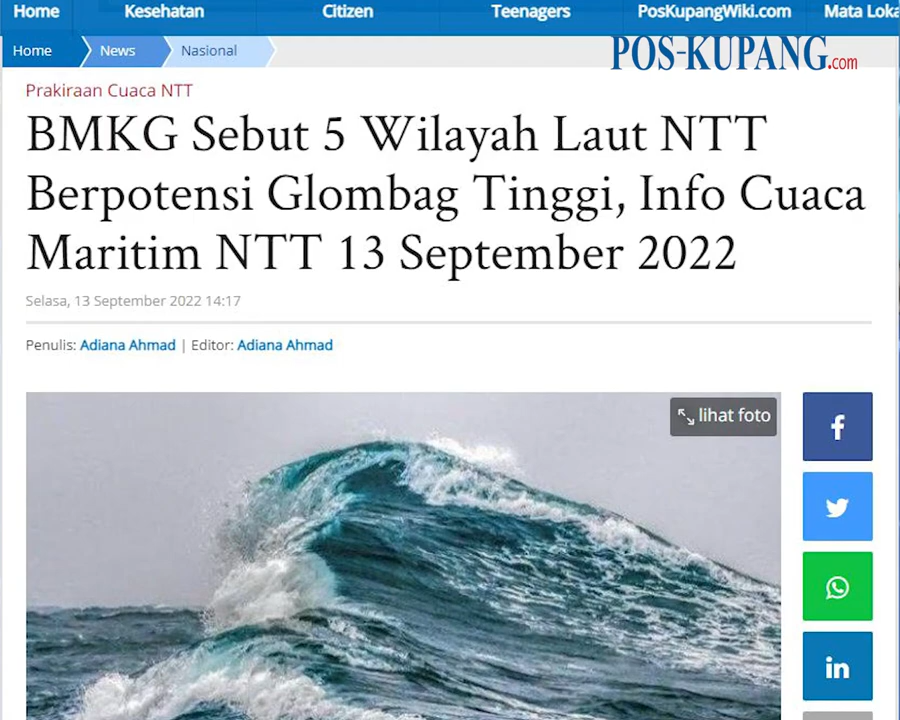 Home Kesehatan Citizen Teenagers PosKupangWiki.com Mata Loka
Home News Nasional
POS-KUPANG.com
Prakiraan Cuaca NTT
BMKG Sebut 5 Wilayah Laut NTT
Berpotensi Glombag Tinggi, Info Cuaca
Maritim NTT 13 September 2022
Selasa, 13 September 2022 14:17
Penulis: Adiana Ahmad | Editor: Adiana Ahmad
lihat foto
f
in